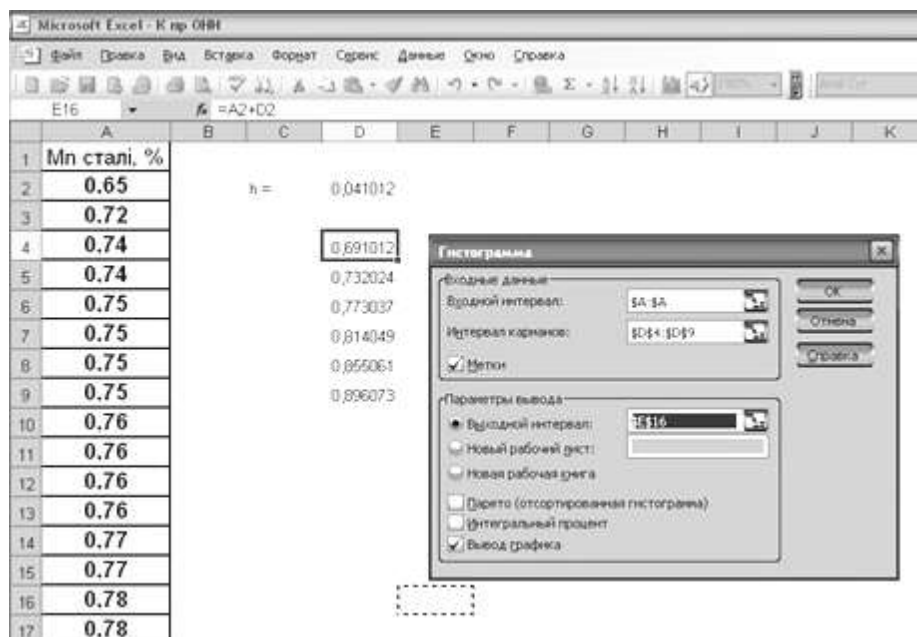 Microsoft Excel - К пр ОНН
Файл Правка Вид Вставка Формат Сервис Данные Окно Справка
E16 fx =A2+D2
A B C D E F G H I J K
1 Mn сталі, %
2 0.65 h = 0,041012
3 0.72
4 0.74 0,691012
5 0.74 0,732024
6 0.75 0,773037
7 0.75 0,814049
8 0.75 0,855061
9 0.75 0,896073
10 0.76
11 0.76
12 0.76
13 0.76
14 0.77
15 0.77
16 0.78
17 0.78
Гистограмма
Входные данные
Входной интервал: $A:$A
Интервал карманов: $D$4:$D$9
Метки
OK
Отмена
Справка
Параметры вывода
Выходной интервал: $E$16
Новый рабочий лист:
Новая рабочая книга
Парето (отсортированная гистограмма)
Интегральный процент
Вывод графика